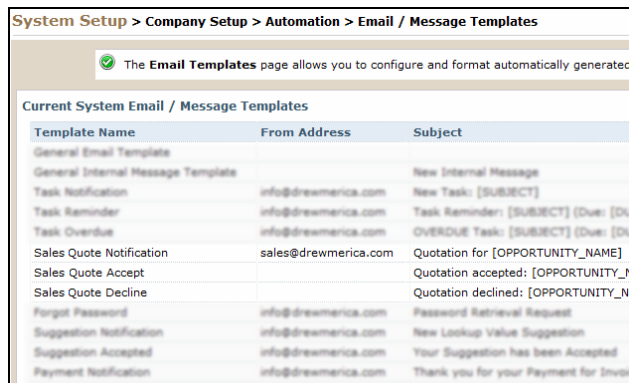 System Setup > Company Setup > Automation > Email / Message Templates
The Email Templates page allows you to configure and format automatically generated
Current System Email / Message Templates
Template Name From Address Subject
General Email Template
General Internal Message Template New Internal Message
Task Notification info@drewmerica.com New Task: [SUBJECT]
Task Reminder info@drewmerica.com Task Reminder: [SUBJECT] (Due: [DU
Task Overdue info@drewmerica.com OVERDUE Task: [SUBJECT] (Due: [DU
Sales Quote Notification sales@drewmerica.com Quotation for [OPPORTUNITY_NAME]
Sales Quote Accept Quotation accepted: [OPPORTUNITY_N
Sales Quote Decline Quotation declined: [OPPORTUNITY_N
Forgot Password info@drewmerica.com Password Retrieval Request
Suggestion Notification info@drewmerica.com New Lookup Value Suggestion
Suggestion Accepted info@drewmerica.com Your Suggestion has been Accepted
Payment Notification info@drewmerica.com Thank you for your Payment for Invoi